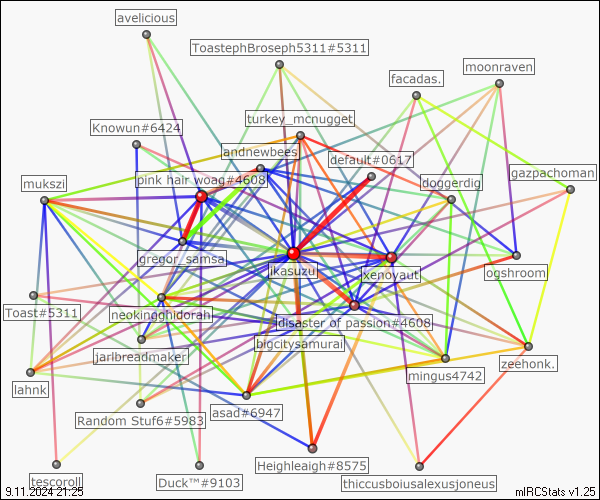 avelicious
ToastephBroseph5311#5311
moonraven
facadas.
turkey_mcnugget
Knowun#6424
andnewbees
default#0617
gazpachoman
mukszi
pink hair woag#4608
doggerdig
gregor_samsa
ikasuzu
xenoyaut
ogshroom
Toast#5311
neokingghidorah
disaster of passion#4608
jarlbreadmaker
bigcitysamurai
zeehonk.
lahnk
mingus4742
Random Stuf6#5983
asad#6947
Heighleaigh#8575
tescoroll
Duck™#9103
thiccusboiusalexusjoneus
9.11.2024 21:25
mIRCStats v1.25